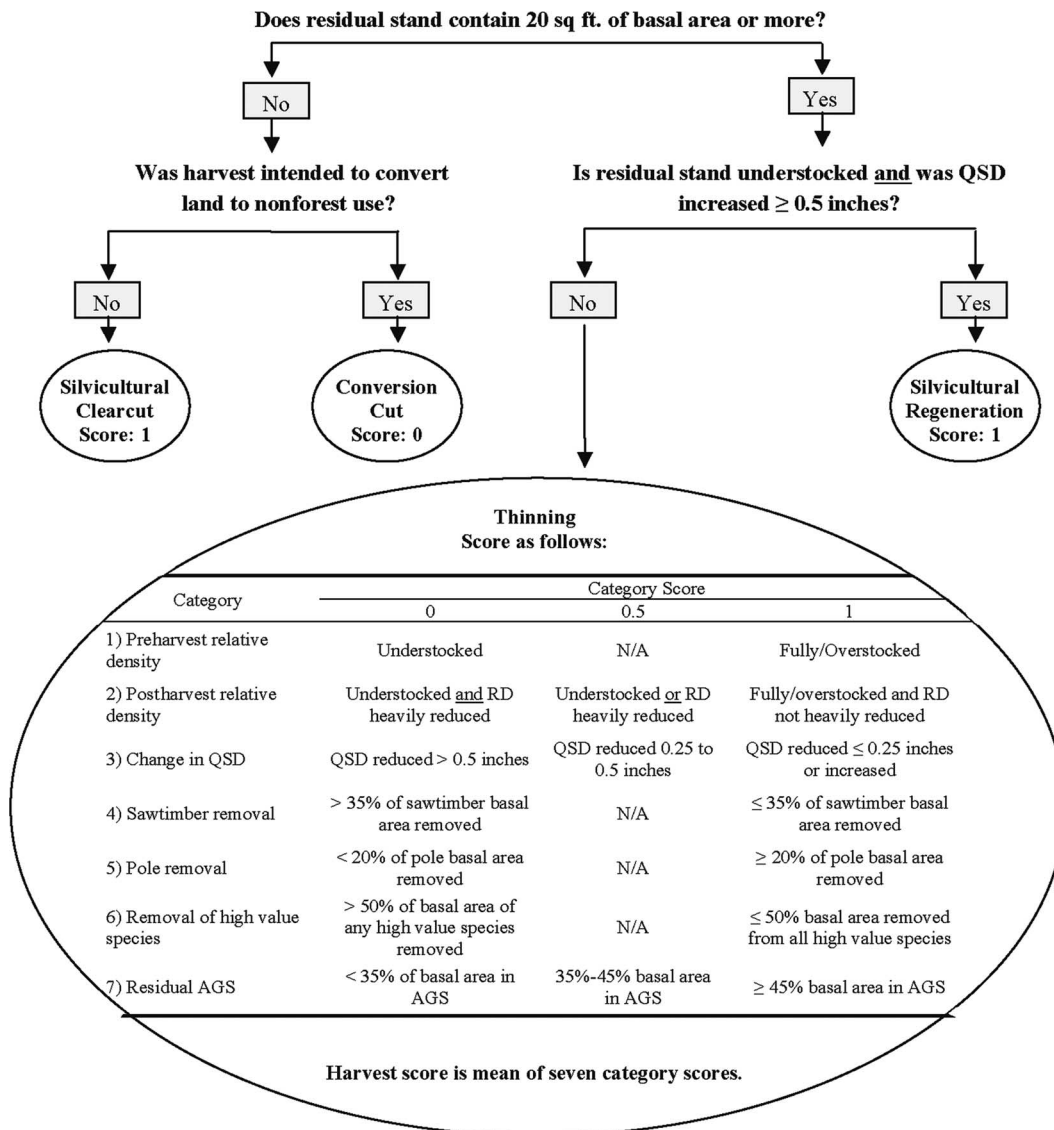 Does residual stand contain 20 sq ft. of basal area or more?
No
Yes
Was harvest intended to convert
land to nonforest use?
Is residual stand understocked and was QSD
increased ≥ 0.5 inches?
No
Yes
No
Yes
Silvicultural
Clearcut
Score: 1
Conversion
Cut
Score: 0
Silvicultural
Regeneration
Score: 1
Thinning
Score as follows:
Category
Category Score
0
0.5
1
1) Preharvest relative
density
Understocked
N/A
Fully/Overstocked
2) Postharvest relative
density
Understocked and RD
heavily reduced
Understocked or RD
heavily reduced
Fully/overstocked and RD
not heavily reduced
3) Change in QSD
QSD reduced > 0.5 inches
QSD reduced 0.25 to
0.5 inches
QSD reduced ≤ 0.25 inches
or increased
4) Sawtimber removal
> 35% of sawtimber basal
area removed
N/A
≤ 35% of sawtimber basal
area removed
5) Pole removal
< 20% of pole basal area
removed
N/A
≥ 20% of pole basal area
removed
6) Removal of high value
species
> 50% of basal area of
any high value species
removed
N/A
≤ 50% basal area removed
from all high value species
7) Residual AGS
< 35% of basal area in
AGS
35%-45% basal area
in AGS
≥ 45% basal area in AGS
Harvest score is mean of seven category scores.